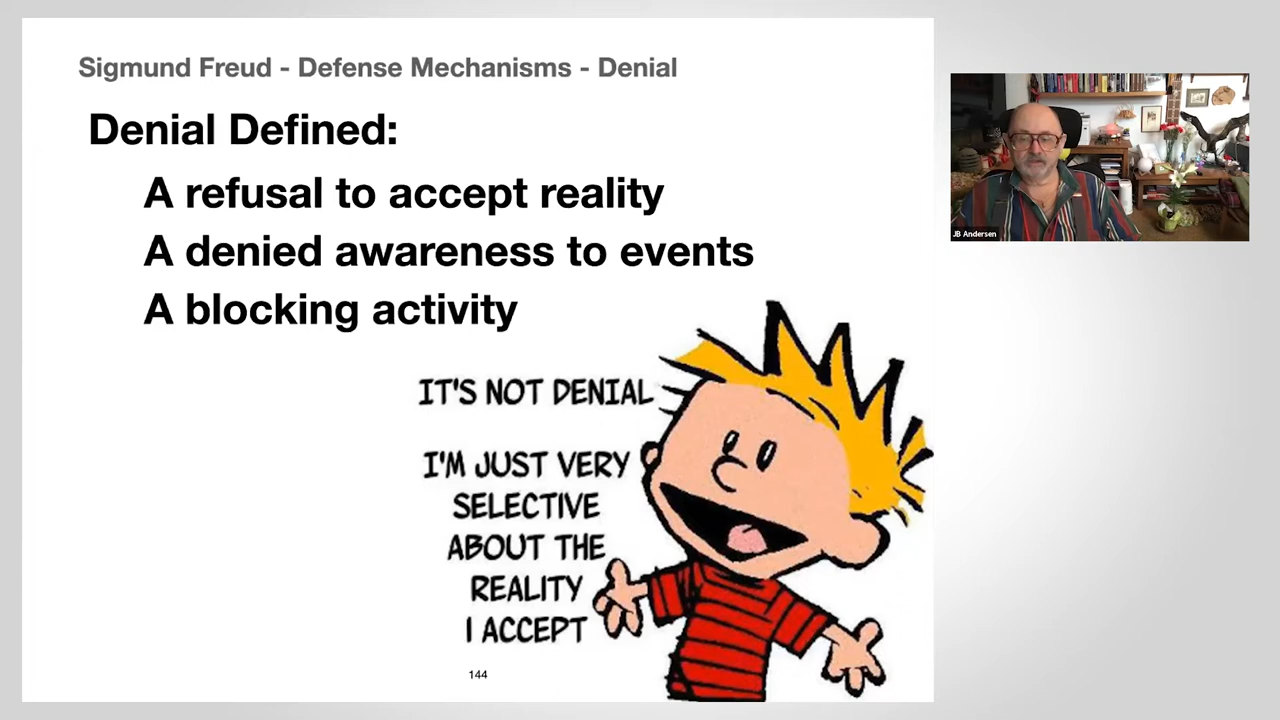 Sigmund Freud - Defense Mechanisms - Denial
Denial Defined:
A refusal to accept reality
A denied awareness to events
A blocking activity
IT'S NOT DENIAL
I'M JUST VERY
SELECTIVE
ABOUT THE
REALITY
I ACCEPT
144
JB Andersen